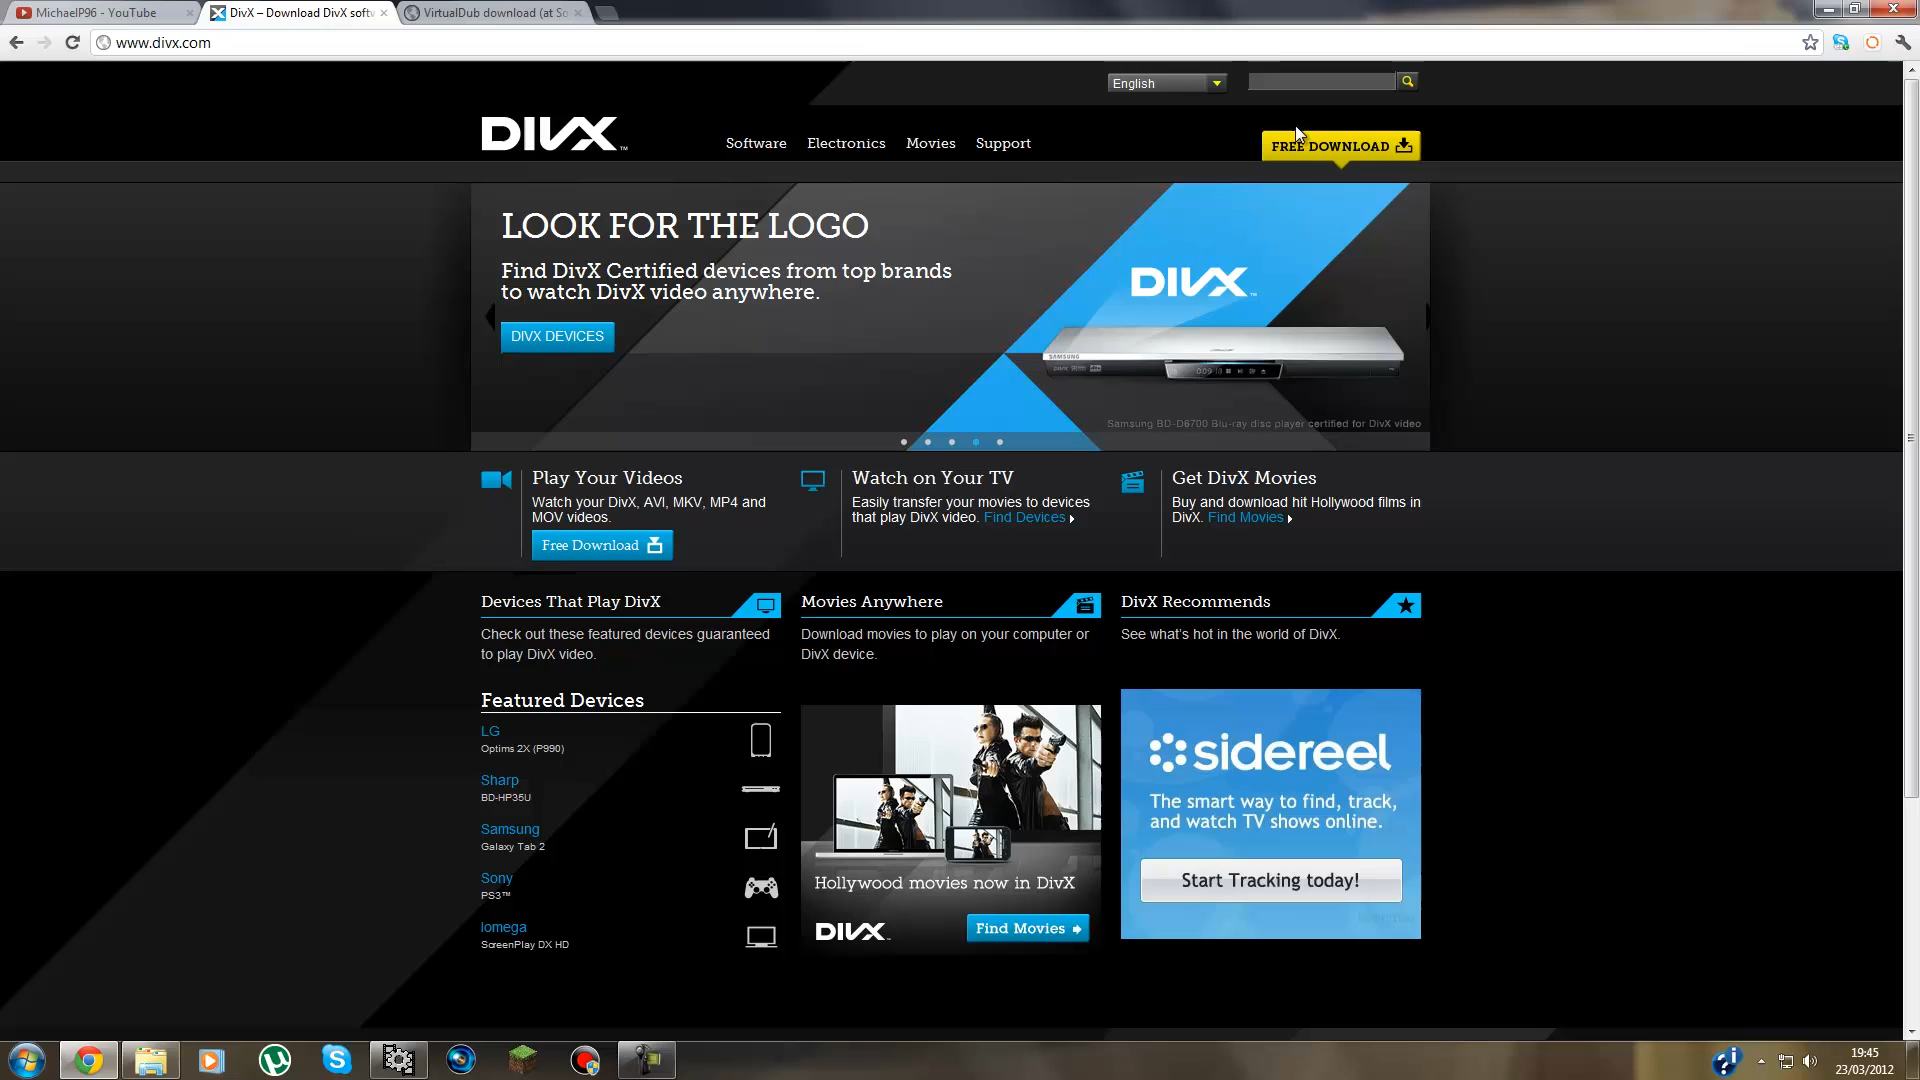 MichaelP96 - YouTube
DivX – Download DivX softw
VirtualDub download (at So
www.divx.com
English
DIVX™
Software
Electronics
Movies
Support
FREE DOWNLOAD
LOOK FOR THE LOGO
Find DivX Certified devices from top brands
to watch DivX video anywhere.
DIVX DEVICES
DIVX™
SAMSUNG
0:09
Samsung BD-D6700 Blu-ray disc player certified for DivX video
Play Your Videos
Watch your DivX, AVI, MKV, MP4 and
MOV videos.
Free Download
Watch on Your TV
Easily transfer your movies to devices
that play DivX video. Find Devices
Get DivX Movies
Buy and download hit Hollywood films in
DivX. Find Movies
Devices That Play DivX
Check out these featured devices guaranteed
to play DivX video.
Featured Devices
LG
Optims 2X (P990)
Sharp
BD-HP35U
Samsung
Galaxy Tab 2
Sony
PS3™
Iomega
ScreenPlay DX HD
Movies Anywhere
Download movies to play on your computer or
DivX device.
Hollywood movies now in DivX
DIVX™
Find Movies
DivX Recommends
See what's hot in the world of DivX.
sidereel
The smart way to find, track,
and watch TV shows online.
Start Tracking today!
19:45
23/03/2012